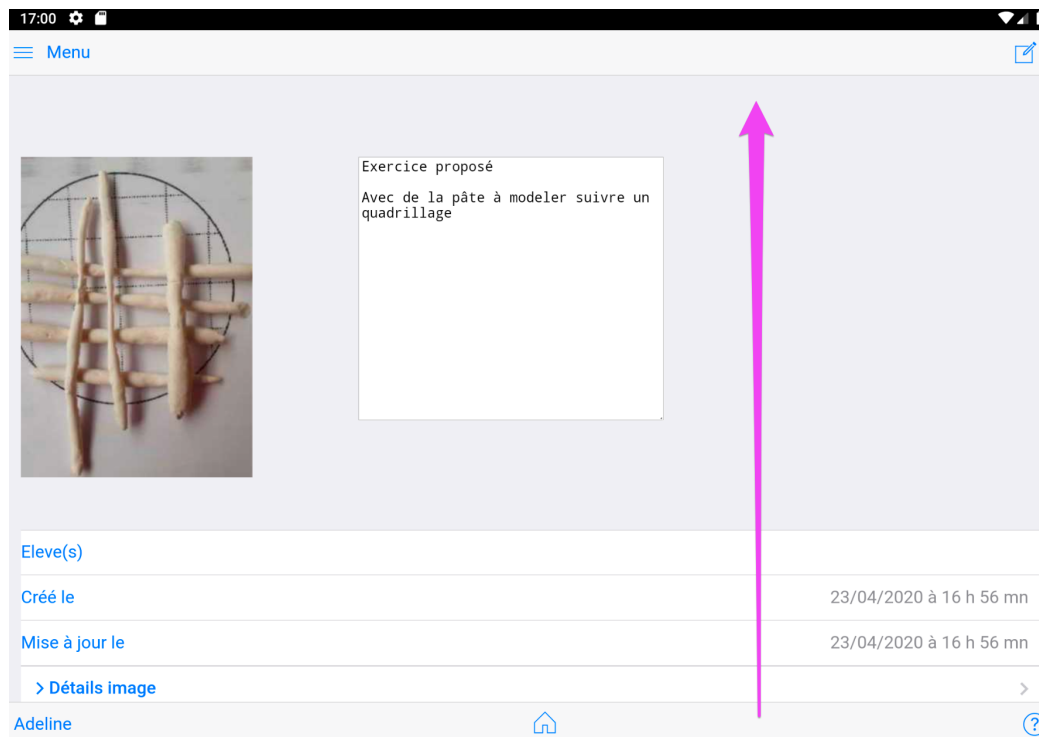 17:00
Menu
Exercice proposé
Avec de la pâte à modeler suivre un
quadrillage
Eleve(s)
Créé le 23/04/2020 à 16 h 56 mn
Mise à jour le 23/04/2020 à 16 h 56 mn
> Détails image >
Adeline ?